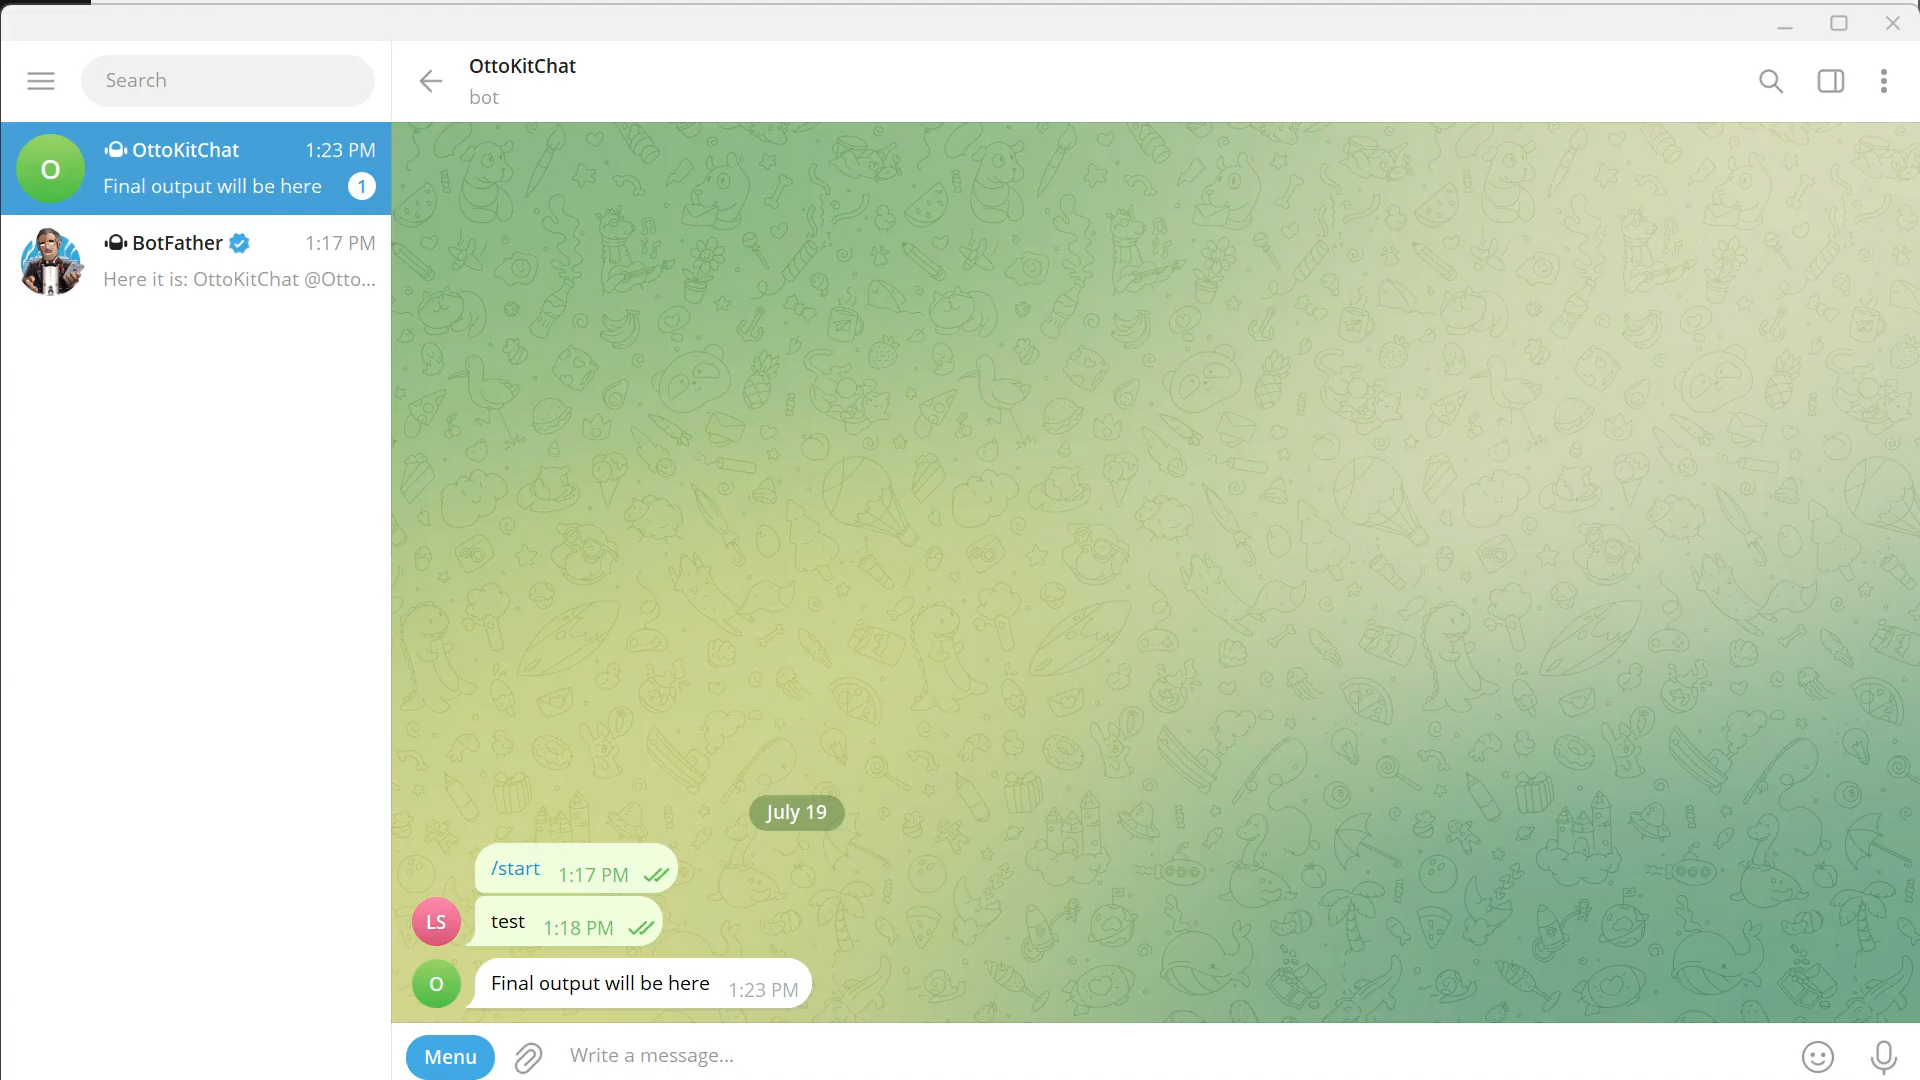 Search
OttoKitChat
bot
O
OttoKitChat
1:23 PM
Final output will be here
1
BotFather
1:17 PM
Here it is: OttoKitChat @Otto...
July 19
/start 1:17 PM
LS
test 1:18 PM
O
Final output will be here 1:23 PM
Menu
Write a message...